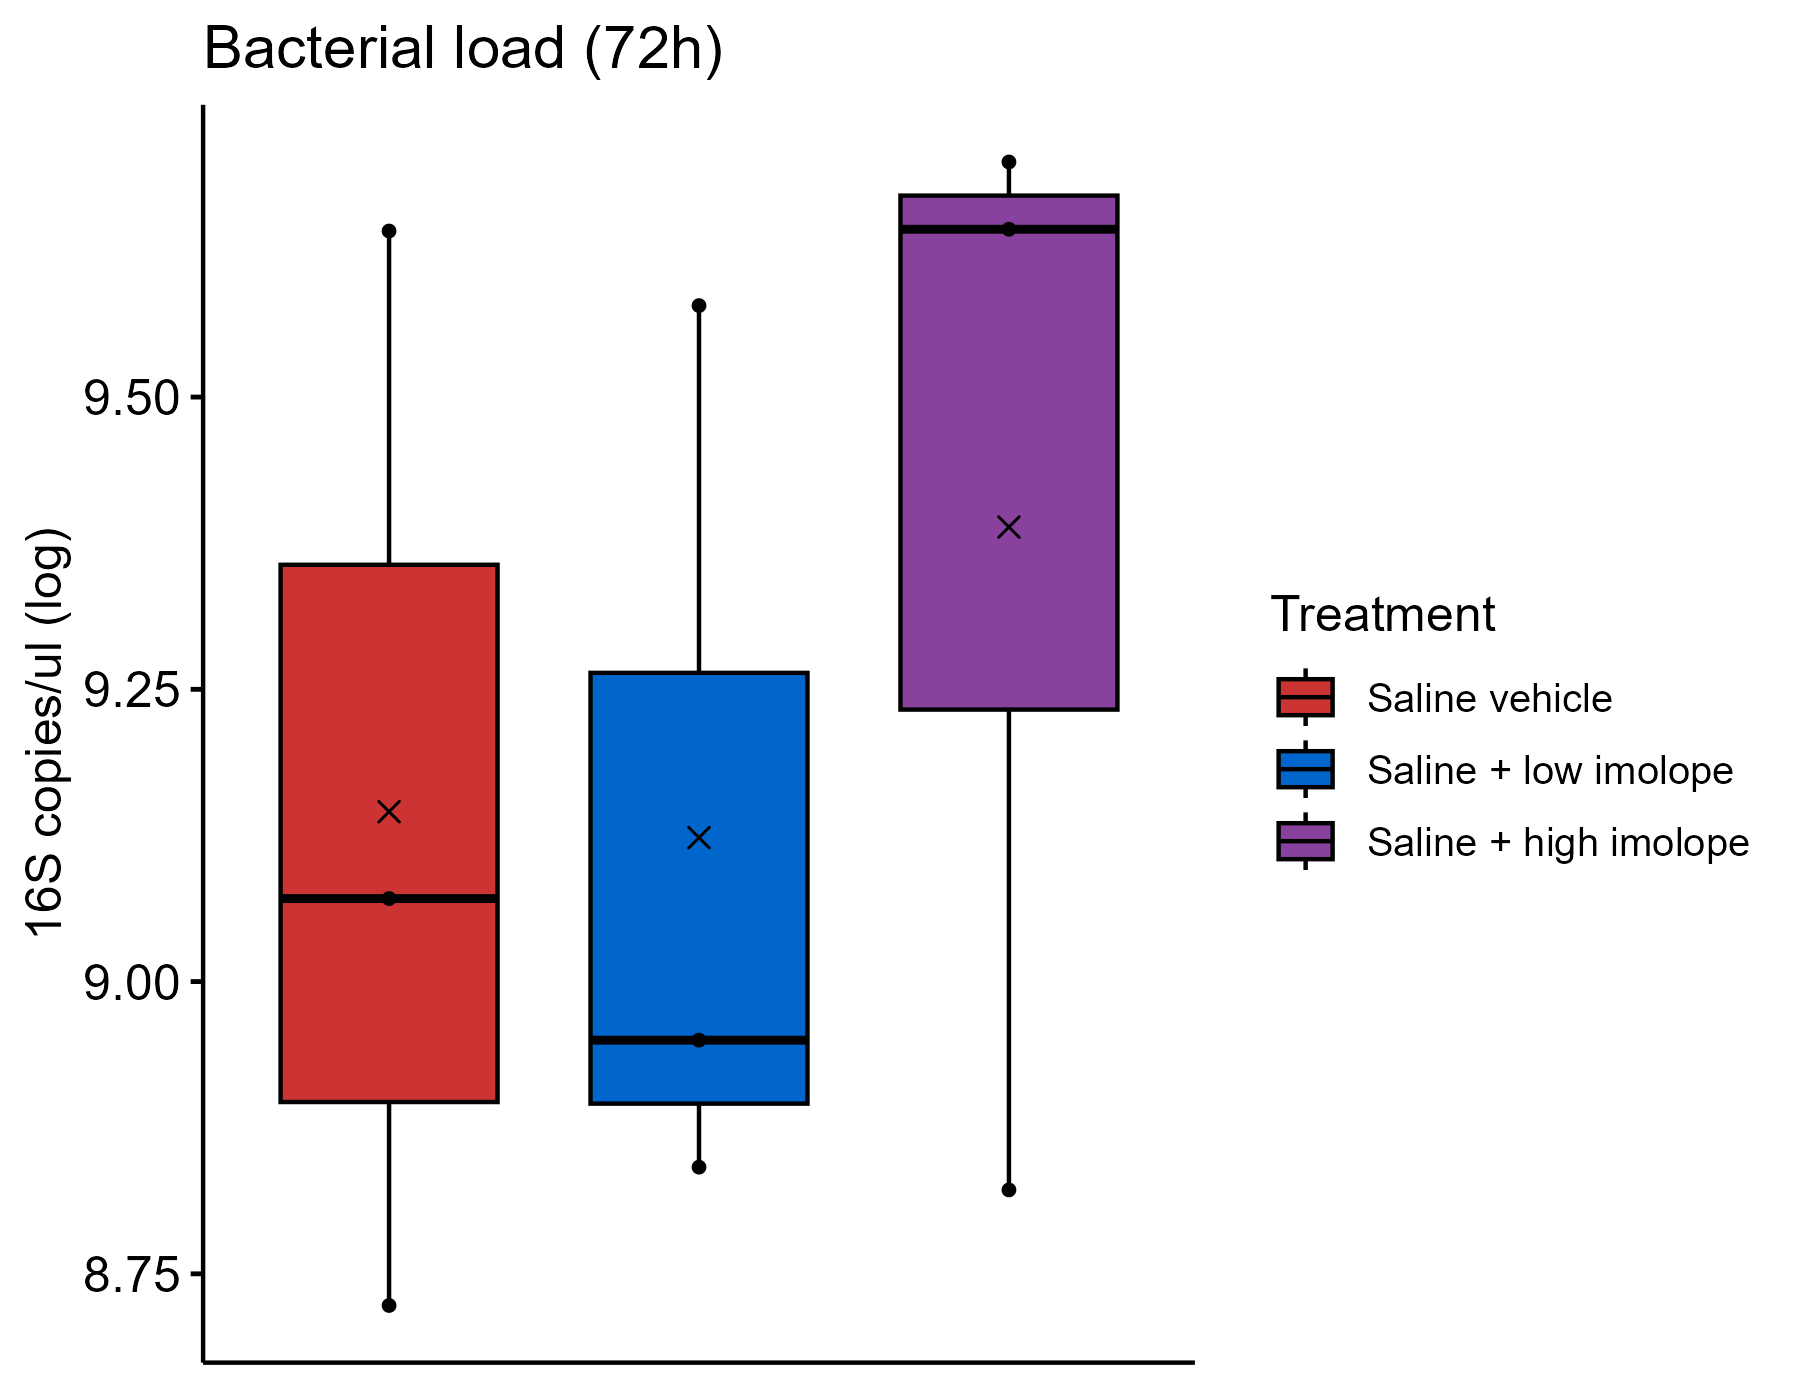 Bacterial load (72h)
16S copies/ul (log)
9.50
9.25
9.00
8.75
Treatment
Saline vehicle
Saline + low imolope
Saline + high imolope